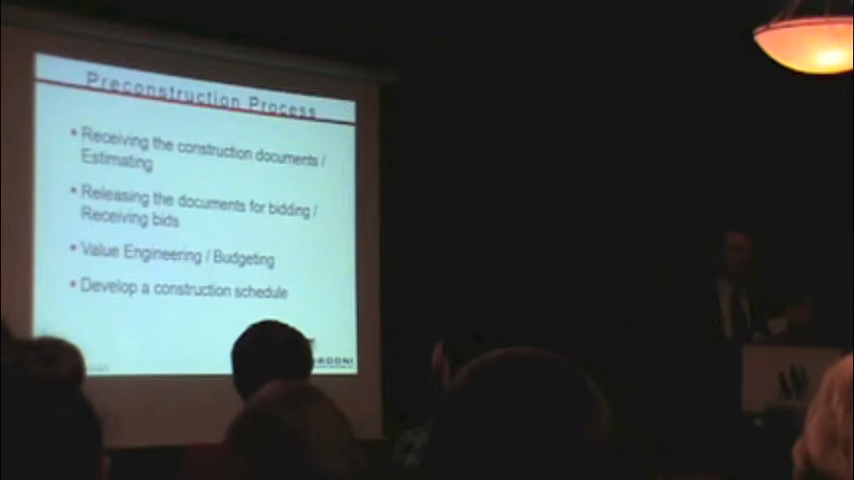 Preconstruction Process
▪ Receiving the construction documents /
Estimating
▪ Releasing the documents for bidding /
Receiving bids
▪ Value Engineering / Budgeting
▪ Develop a construction schedule